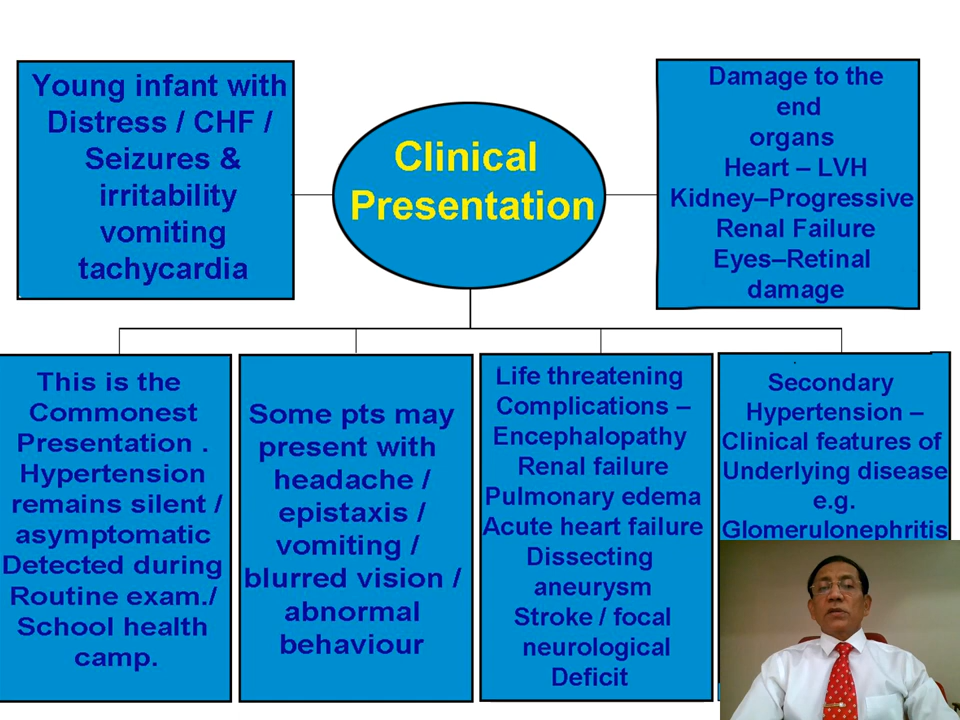 Clinical
Presentation
Young infant with
Distress / CHF /
Seizures &
irritability
vomiting
tachycardia
Damage to the
end
organs
Heart – LVH
Kidney–Progressive
Renal Failure
Eyes–Retinal
damage
This is the
Commonest
Presentation .
Hypertension
remains silent /
asymptomatic
Detected during
Routine exam./
School health
camp.
Some pts may
present with
headache /
epistaxis /
vomiting /
blurred vision /
abnormal
behaviour
Life threatening
Complications –
Encephalopathy
Renal failure
Pulmonary edema
Acute heart failure
Dissecting
aneurysm
Stroke / focal
neurological
Deficit
Secondary
Hypertension –
Clinical features of
Underlying disease
e.g.
Glomerulonephritis